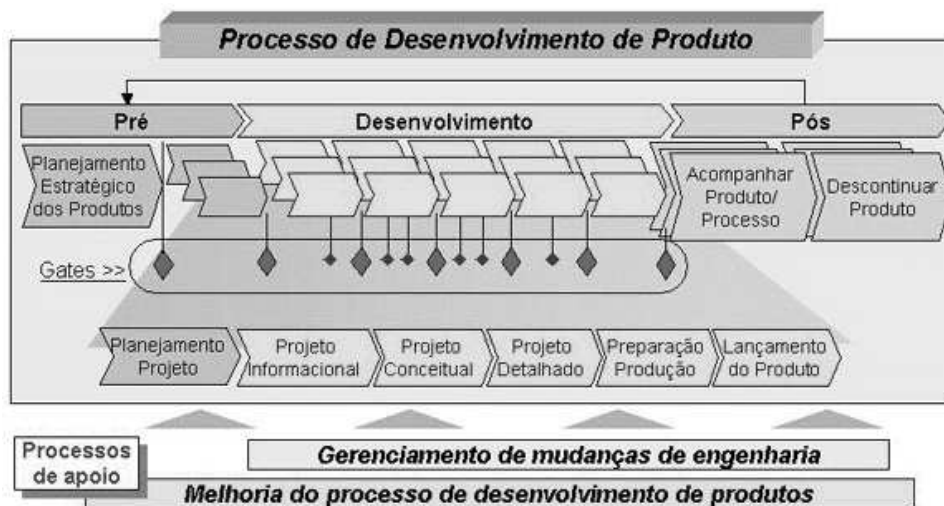 Processo de Desenvolvimento de Produto
Pré
Desenvolvimento
Pós
Planejamento
Estratégico
dos Produtos
Acompanhar
Produto/
Processo
Descontinuar
Produto
Gates >>
Planejamento
Projeto
Projeto
Informacional
Projeto
Conceitual
Projeto
Detalhado
Preparação
Produção
Lançamento
do Produto
Processos
de apoio
Gerenciamento de mudanças de engenharia
Melhoria do processo de desenvolvimento de produtos